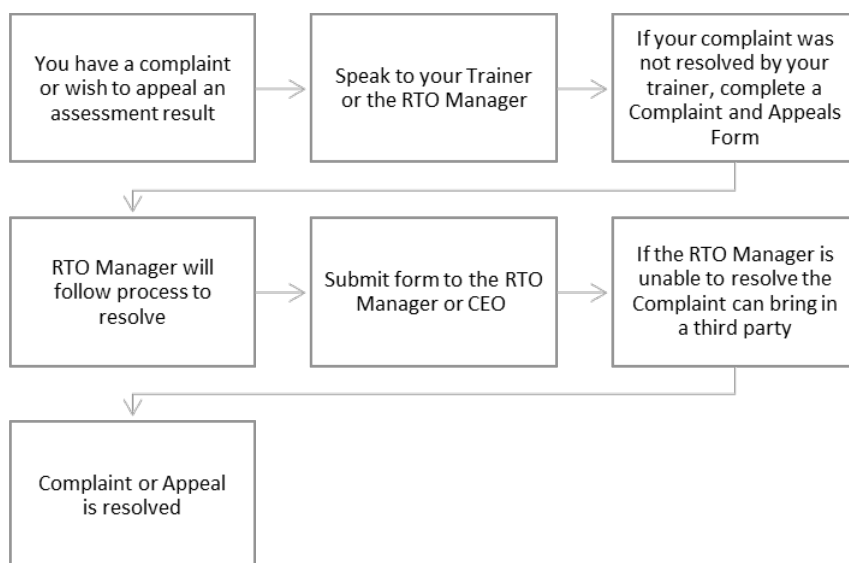 You have a complaint
or wish to appeal an
assessment result
Speak to your Trainer
or the RTO Manager
If your complaint was
not resolved by your
trainer, complete a
Complaint and Appeals
Form
RTO Manager will
follow process to
resolve
Submit form to the RTO
Manager or CEO
If the RTO Manager is
unable to resolve the
Complaint can bring in
a third party
Complaint or Appeal
is resolved